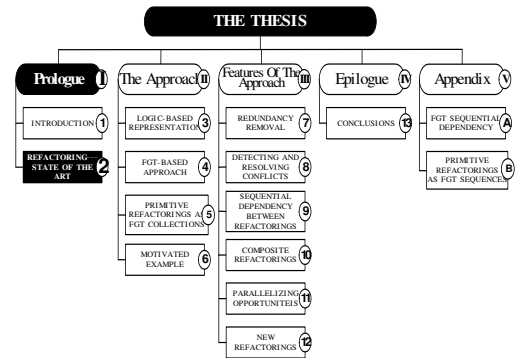 THE THESIS
Prologue I
INTRODUCTION 1
REFACTORING—
STATE OF THE
ART
2
The Approach II
LOGIC-BASED
REPRESENTATION 3
FGT-BASED
APPROACH
4
PRIMITIVE
REFACTORINGS AS
FGT COLLECTIONS
5
MOTIVATED
EXAMPLE
6
Features Of The
Approach
III
REDUNDANCY
REMOVAL
7
DETECTING AND
RESOLVING
CONFLICTS
8
SEQUENTIAL
DEPENDENCY
BETWEEN
REFACTORINGS
9
COMPOSITE
REFACTORINGS 10
PARALLELIZING
OPPORTUNITEIS 11
NEW
REFACTORINGS 12
Epilogue IV
CONCLUSIONS 13
Appendix V
FGT SEQUENTIAL
DEPENDENCY
A
PRIMITIVE
REFACTORINGS
AS FGT SEQUENCES
B